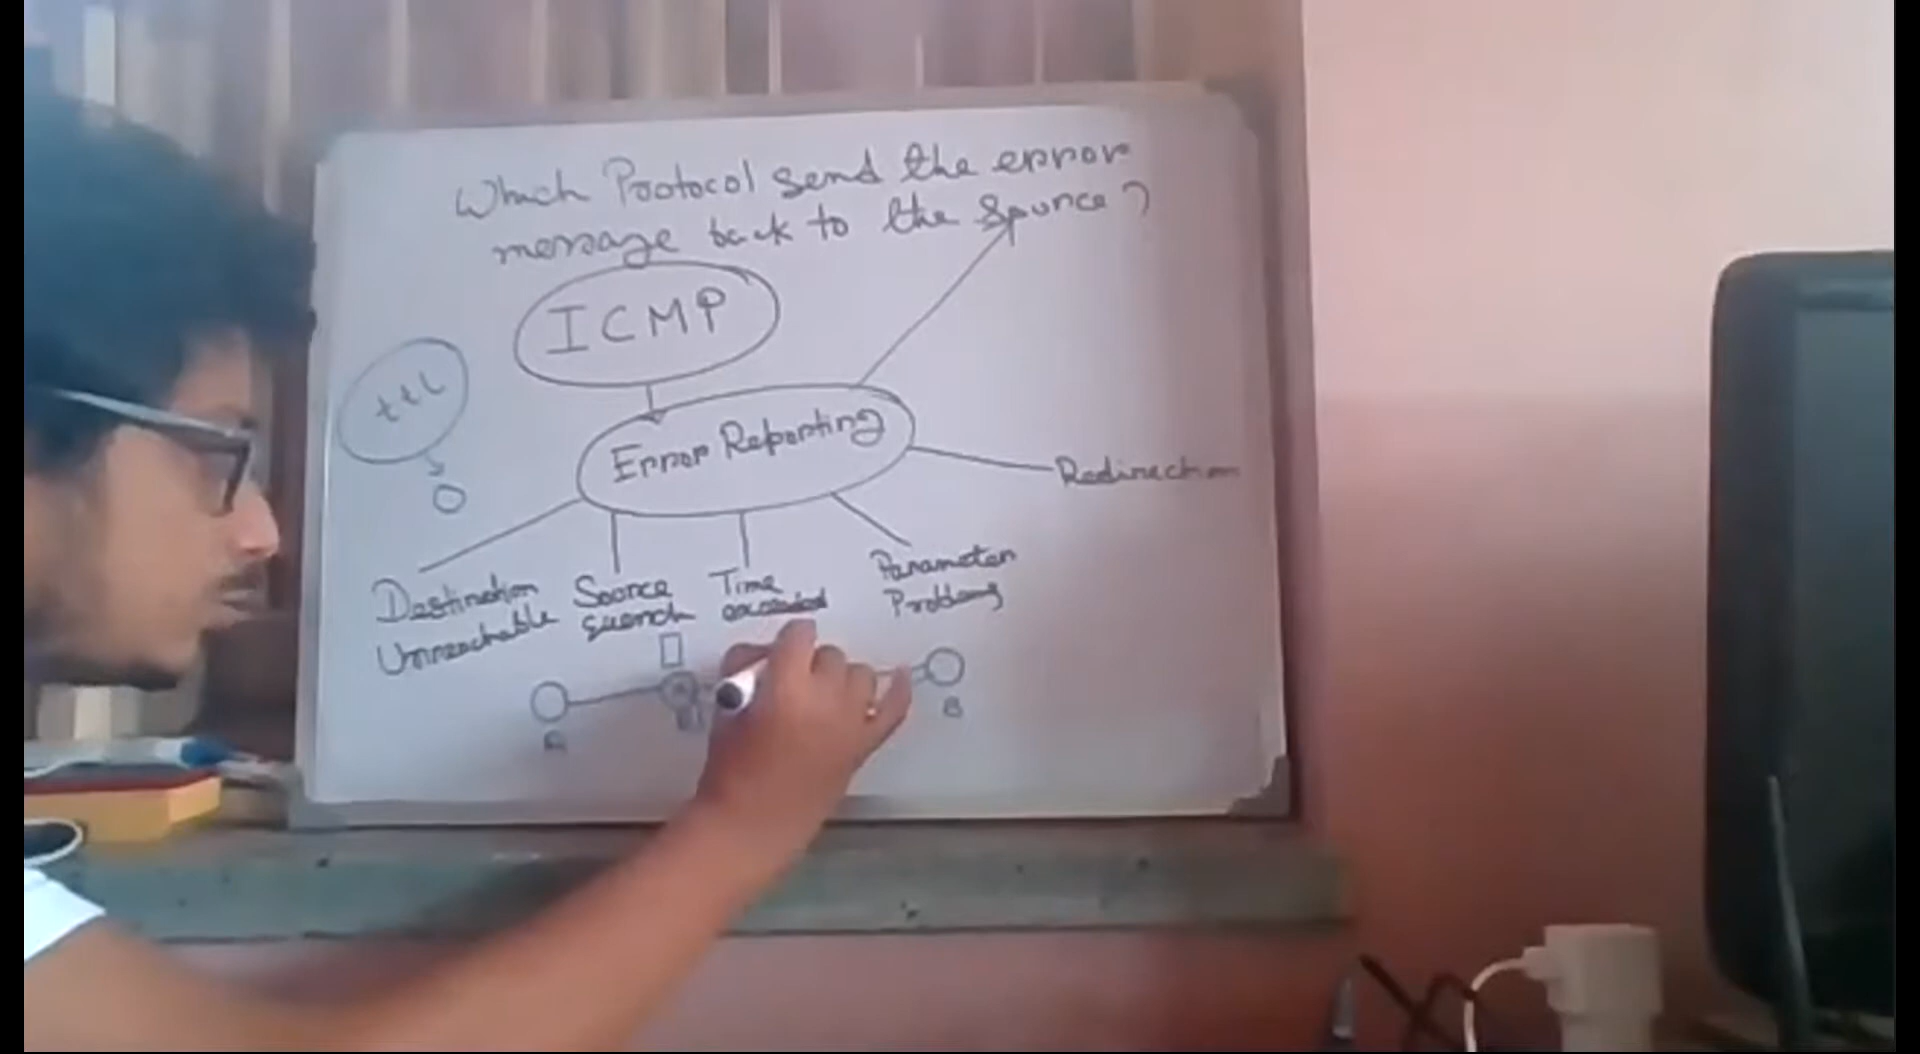 Which Protocol send the error
message back to the source?
ICMP
ttl
O
Error Reporting
Redirection
Destination
Unreachable
Source
quench
Time
exceeded
Parameter
Problems
A
R1
B